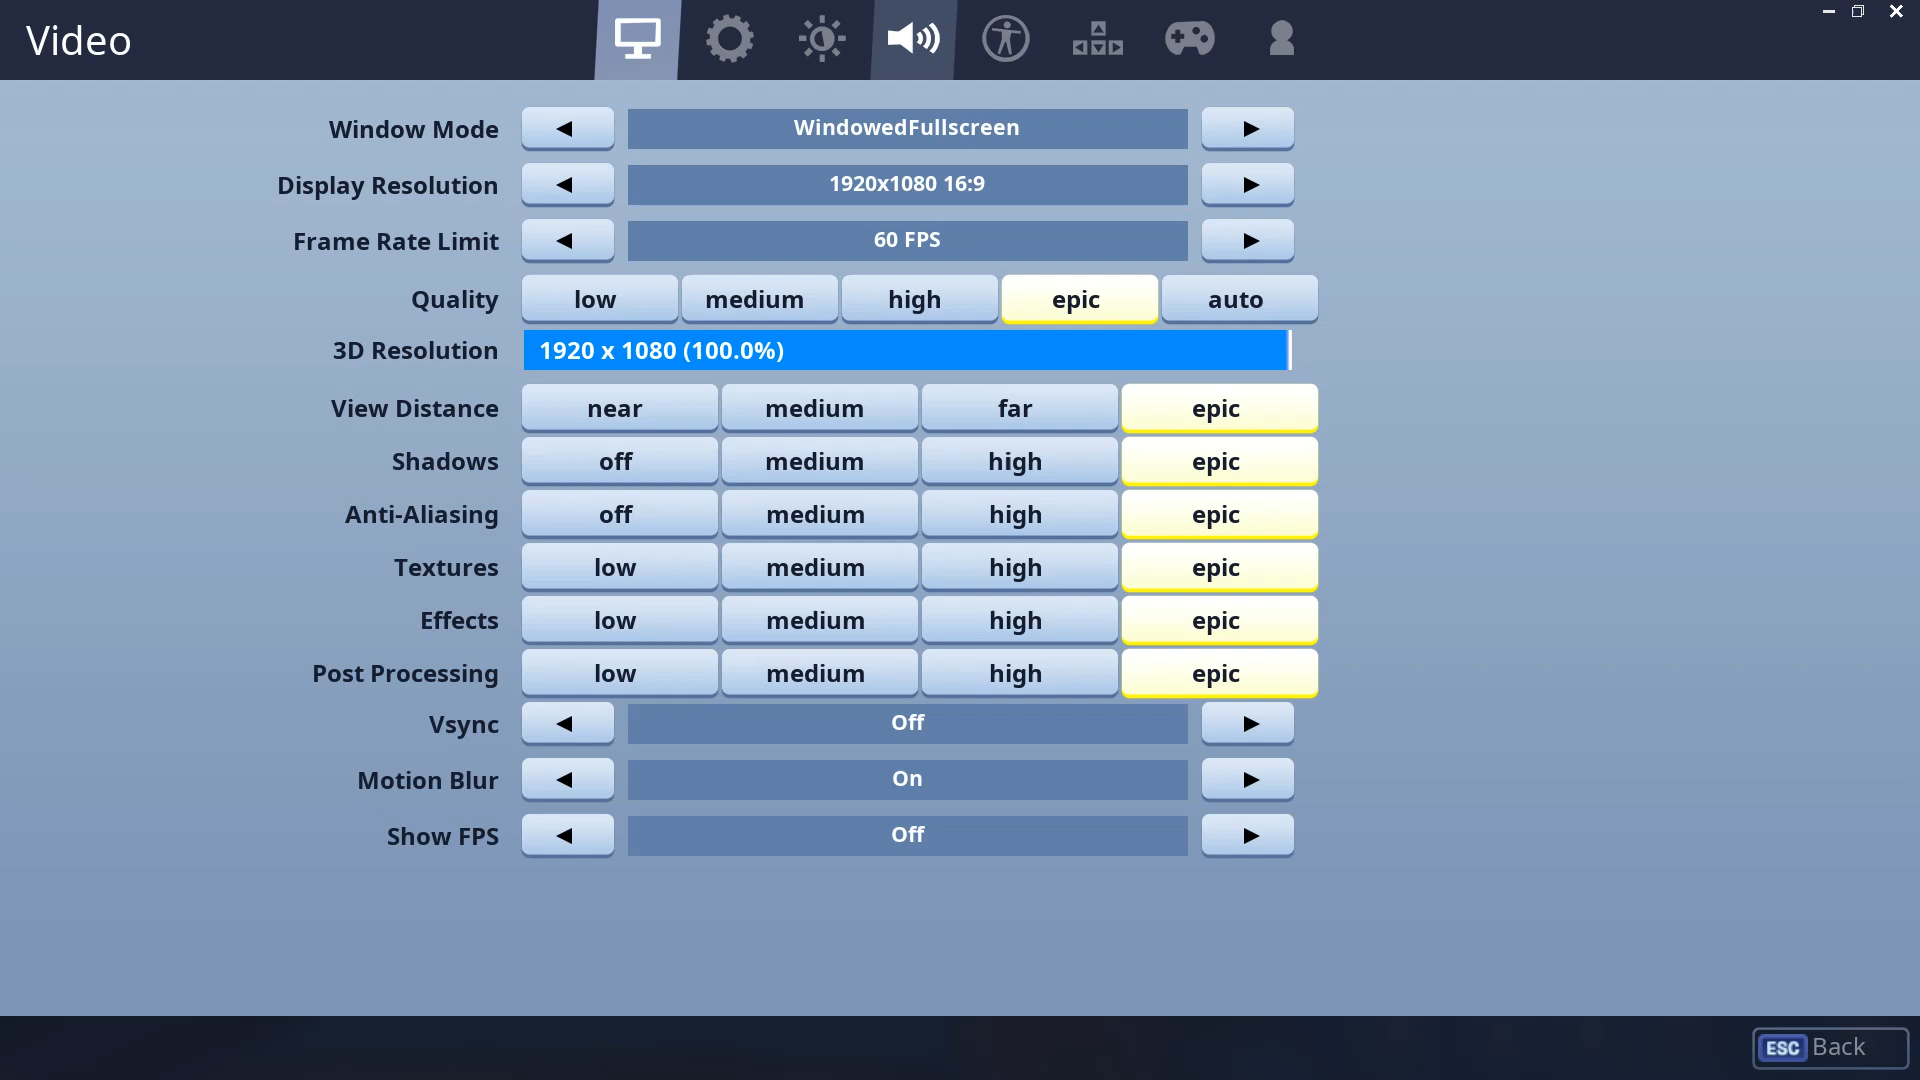 Video
Window Mode ◀ WindowedFullscreen ▶
Display Resolution ◀ 1920x1080 16:9 ▶
Frame Rate Limit ◀ 60 FPS ▶
Quality low medium high epic auto
3D Resolution 1920 x 1080 (100.0%)
View Distance near medium far epic
Shadows off medium high epic
Anti-Aliasing off medium high epic
Textures low medium high epic
Effects low medium high epic
Post Processing low medium high epic
Vsync ◀ Off ▶
Motion Blur ◀ On ▶
Show FPS ◀ Off ▶
ESC Back